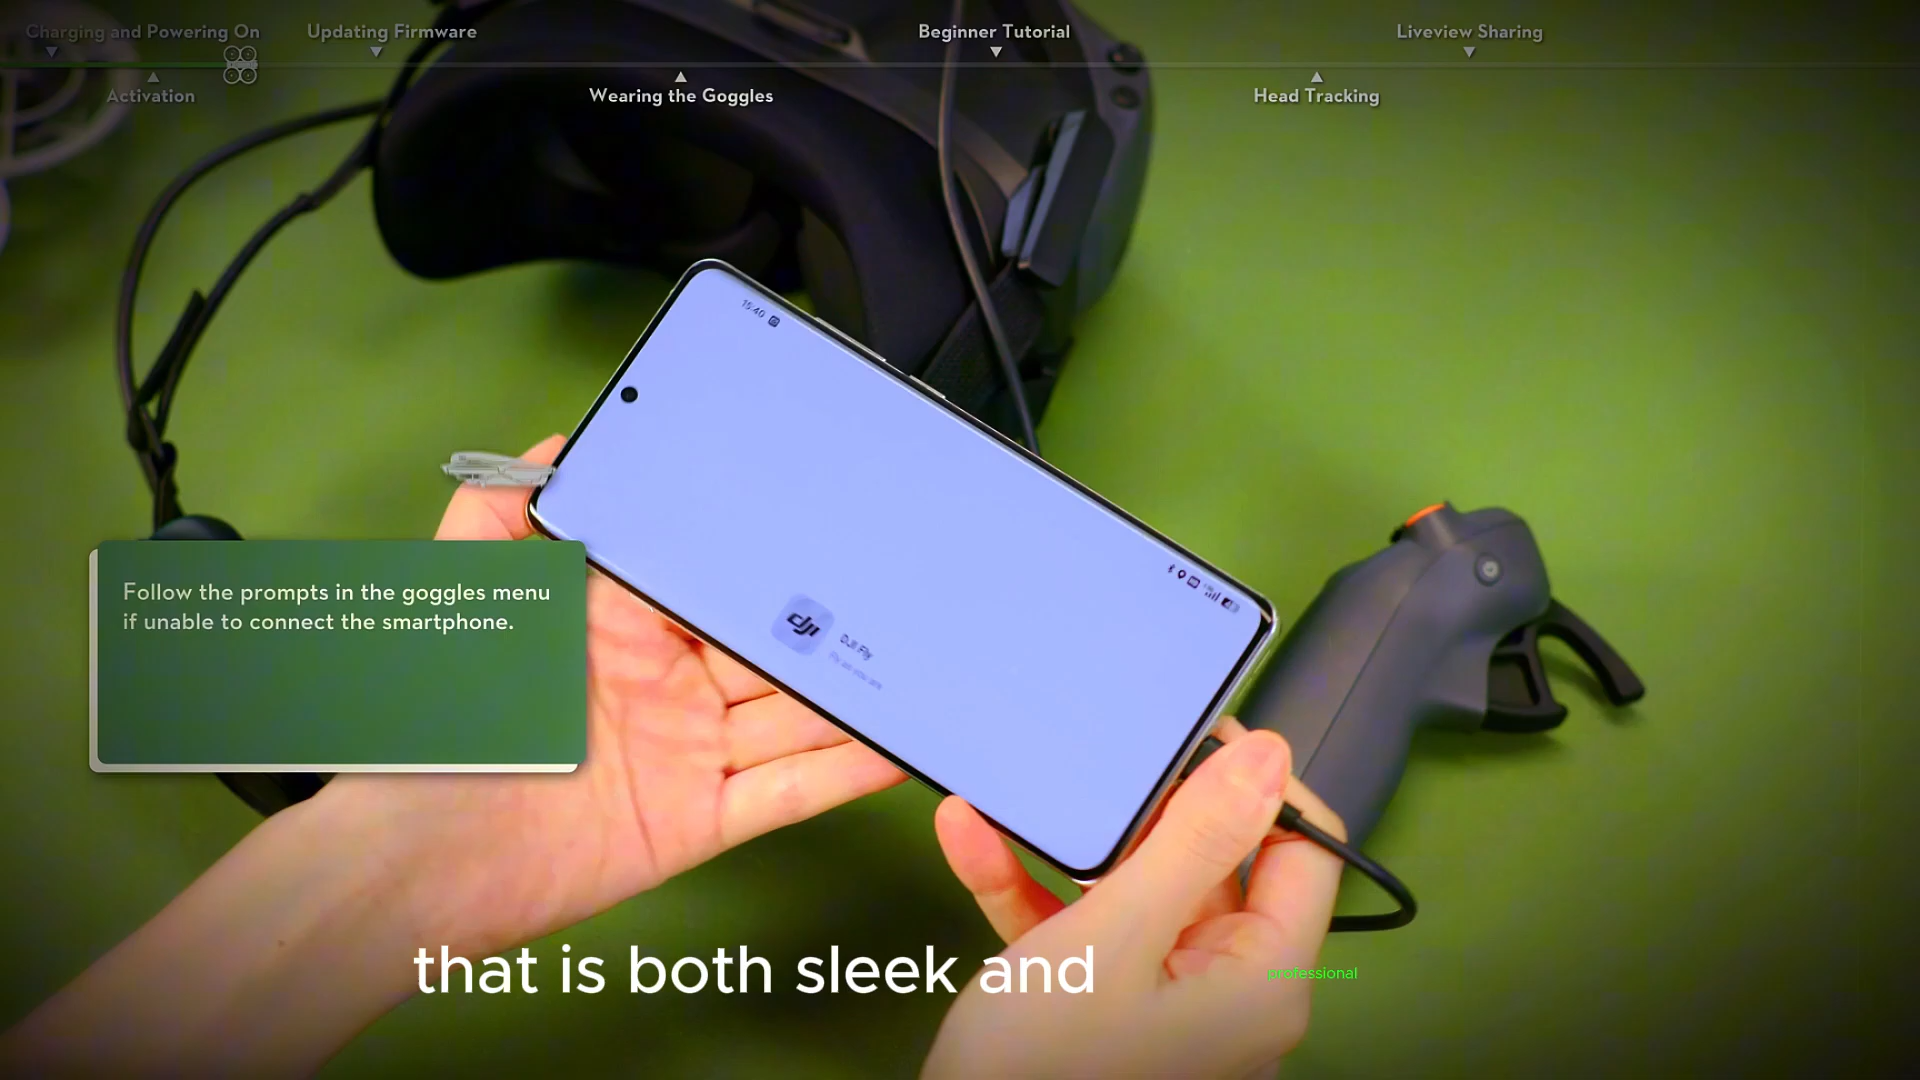 Charging and Powering On
Updating Firmware
Beginner Tutorial
Liveview Sharing
Activation
Wearing the Goggles
Head Tracking
15:40
dji
DJI Fly
Follow the prompts in the goggles menu
if unable to connect the smartphone.
that is both sleek and professional